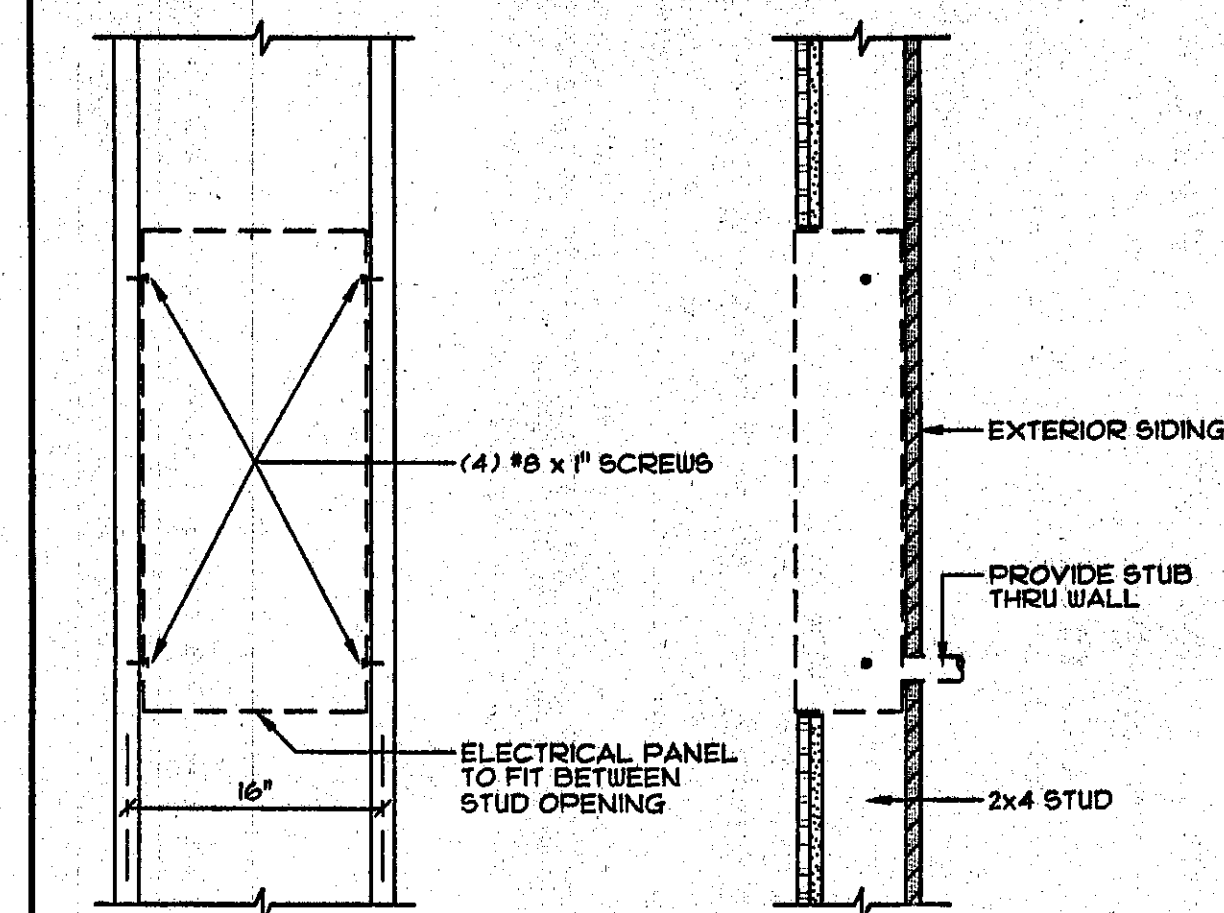 (4) #8 x 1" SCREWS
ELECTRICAL PANEL
TO FIT BETWEEN
STUD OPENING
16"
EXTERIOR SIDING
PROVIDE STUB
THRU WALL
2x4 STUD